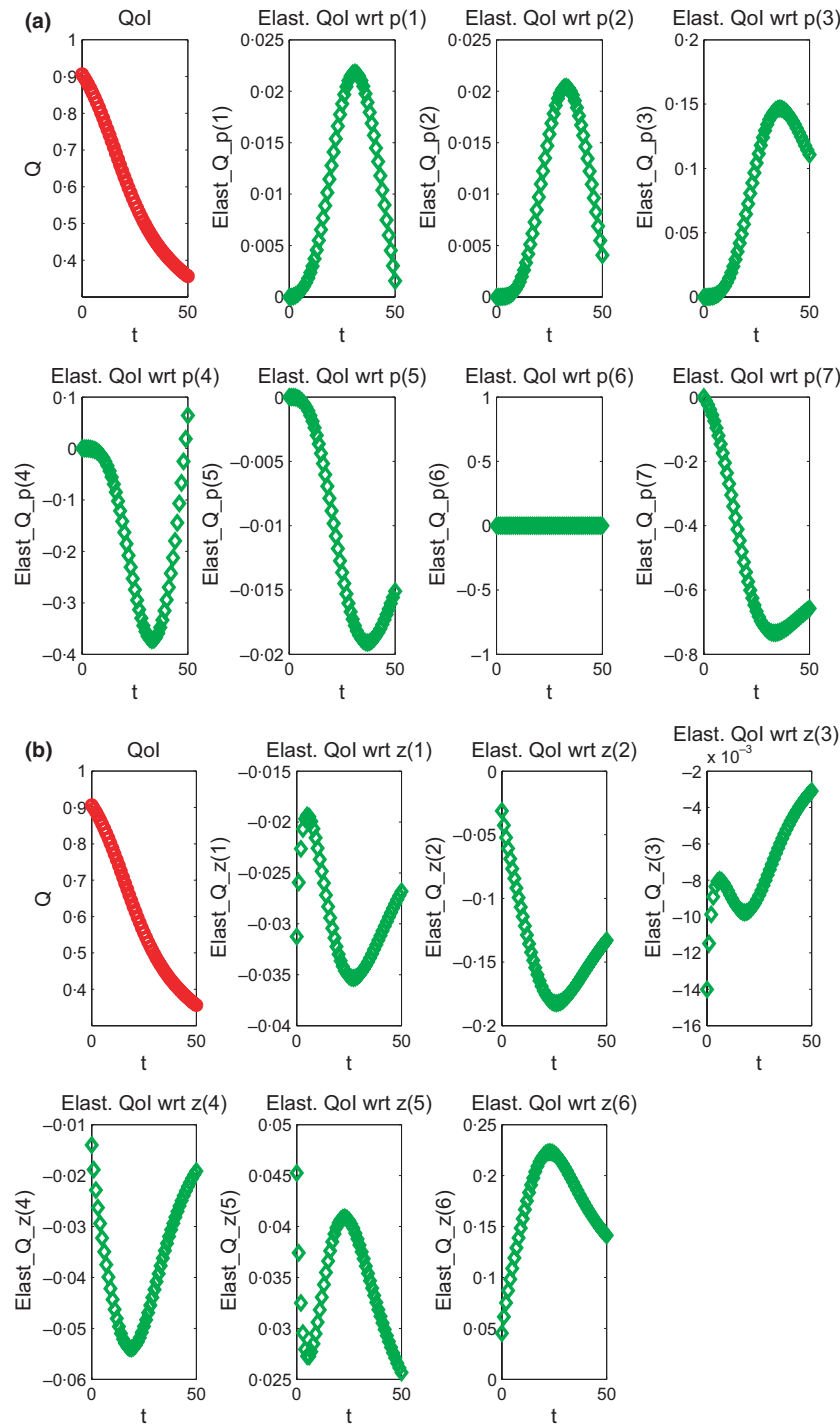 (a)
QoI
Elast. QoI wrt p(1)
Elast. QoI wrt p(2)
Elast. QoI wrt p(3)
1
0·9
0·8
0·7
0·6
0·5
0·4
Q
0
50
t
0·025
0·02
0·015
0·01
0·005
0
Elast_Q_p(1)
0
50
t
0·025
0·02
0·015
0·01
0·005
0
Elast_Q_p(2)
0
50
t
0·2
0·15
0·1
0·05
0
Elast_Q_p(3)
0
50
t
Elast. QoI wrt p(4)
Elast. QoI wrt p(5)
Elast. QoI wrt p(6)
Elast. QoI wrt p(7)
0·1
0
–0·1
–0·2
–0·3
–0·4
Elast_Q_p(4)
0
50
t
0
–0·005
–0·01
–0·015
–0·02
Elast_Q_p(5)
0
50
t
1
0·5
0
–0·5
–1
Elast_Q_p(6)
0
50
t
0
–0·2
–0·4
–0·6
–0·8
Elast_Q_p(7)
0
50
t
(b)
QoI
Elast. QoI wrt z(1)
Elast. QoI wrt z(2)
Elast. QoI wrt z(3)
1
0·9
0·8
0·7
0·6
0·5
0·4
Q
0
50
t
–0·015
–0·02
–0·025
–0·03
–0·035
–0·04
Elast_Q_z(1)
0
50
t
0
–0·05
–0·1
–0·15
–0·2
Elast_Q_z(2)
0
50
t
x 10⁻³
–2
–4
–6
–8
–10
–12
–14
–16
Elast_Q_z(3)
0
50
t
Elast. QoI wrt z(4)
Elast. QoI wrt z(5)
Elast. QoI wrt z(6)
–0·01
–0·02
–0·03
–0·04
–0·05
–0·06
Elast_Q_z(4)
0
50
t
0·05
0·045
0·04
0·035
0·03
0·025
Elast_Q_z(5)
0
50
t
0·25
0·2
0·15
0·1
0·05
0
Elast_Q_z(6)
0
50
t